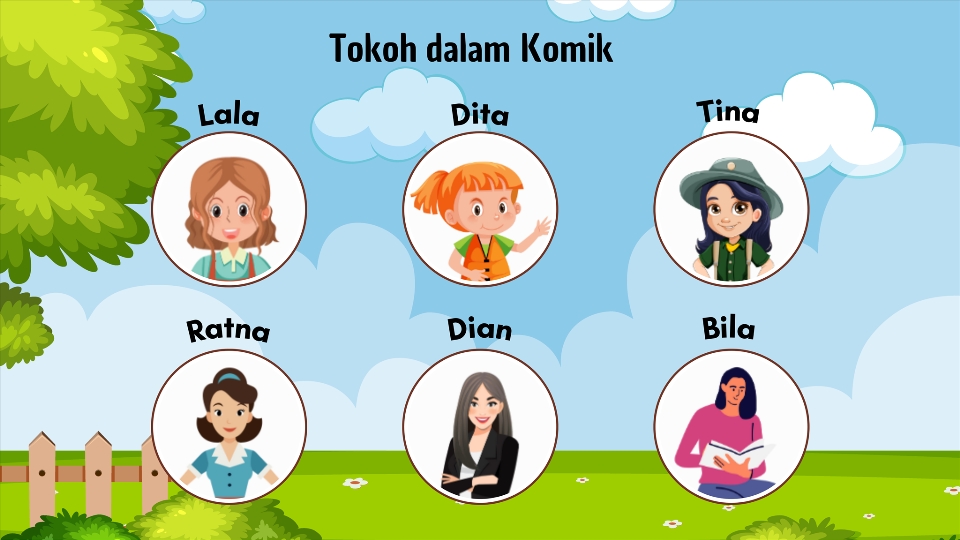 Tokoh dalam Komik
Lala
Dita
Tina
Ratna
Dian
Bila